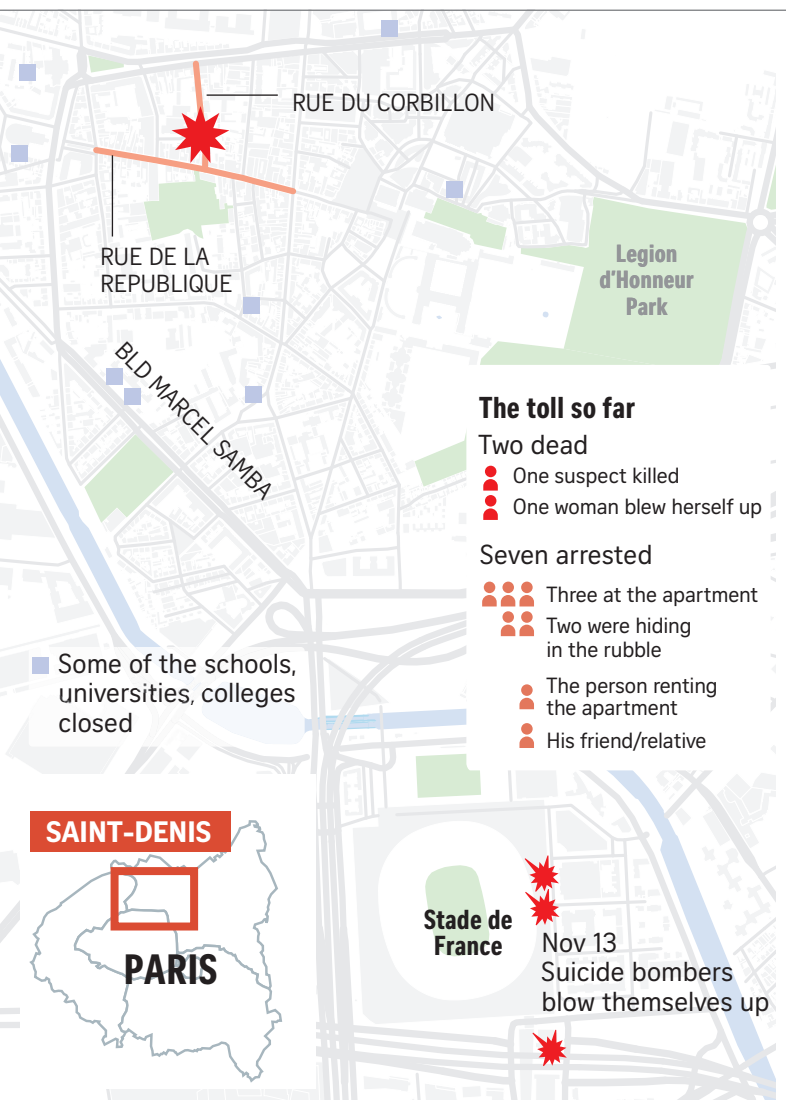 RUE DU CORBILLON
RUE DE LA
REPUBLIQUE
Legion
d'Honneur
Park
BLD MARCEL SAMBA
The toll so far
Two dead
One suspect killed
One woman blew herself up
Seven arrested
Three at the apartment
Two were hiding
in the rubble
The person renting
the apartment
His friend/relative
Some of the schools,
universities, colleges
closed
SAINT-DENIS
PARIS
Stade de
France
Nov 13
Suicide bombers
blow themselves up